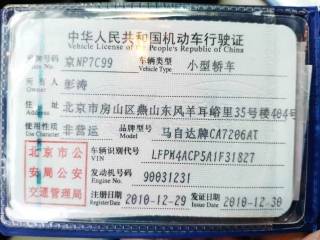 中华人民共和国机动车行驶证
Vehicle License of the People's Republic of China
号牌号码 京NP7C99 车辆类型 小型轿车
Vehicle Type
所有人 彭涛
住址 北京市房山区燕山东风羊耳峪里35号楼404号
使用性质 非营运 品牌型号 马自达牌CA7206AT
Use Character Model
北京市公安局公安交通管理局
车辆识别代号 LFPM4ACP5A1F31827
VIN
发动机号码 90031231
Engine No.
注册日期 2010-12-29 发证日期 2010-12-30
Register Date Issue Date